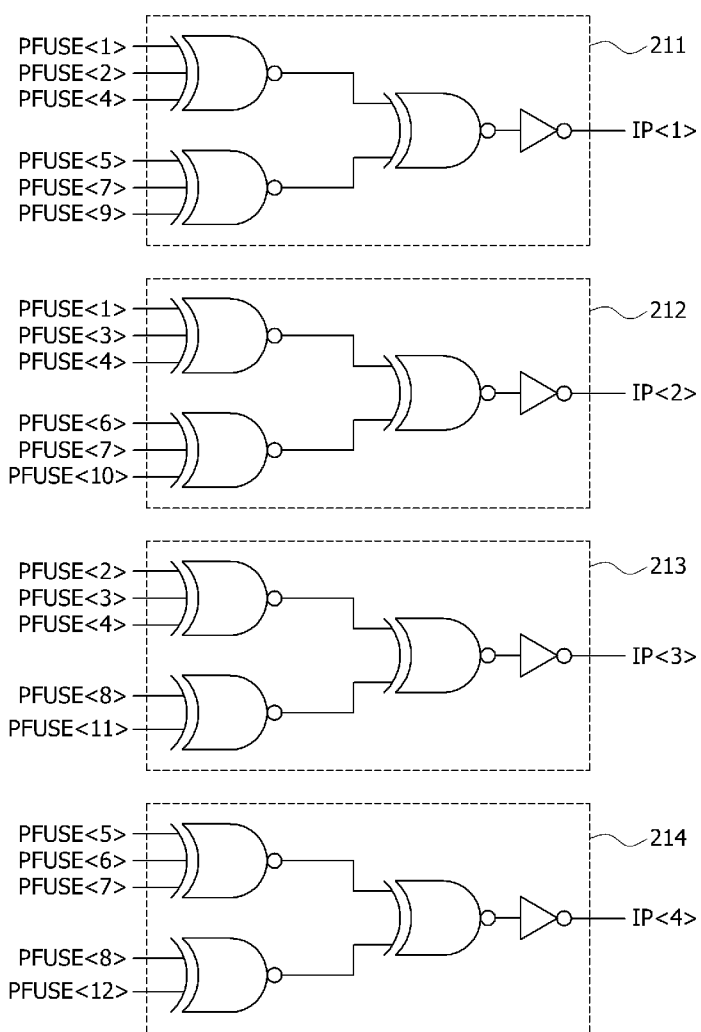 PFUSE<1>
PFUSE<2>
PFUSE<4>
PFUSE<5>
PFUSE<7>
PFUSE<9>
211
IP<1>
PFUSE<1>
PFUSE<3>
PFUSE<4>
PFUSE<6>
PFUSE<7>
PFUSE<10>
212
IP<2>
PFUSE<2>
PFUSE<3>
PFUSE<4>
PFUSE<8>
PFUSE<11>
213
IP<3>
PFUSE<5>
PFUSE<6>
PFUSE<7>
PFUSE<8>
PFUSE<12>
214
IP<4>